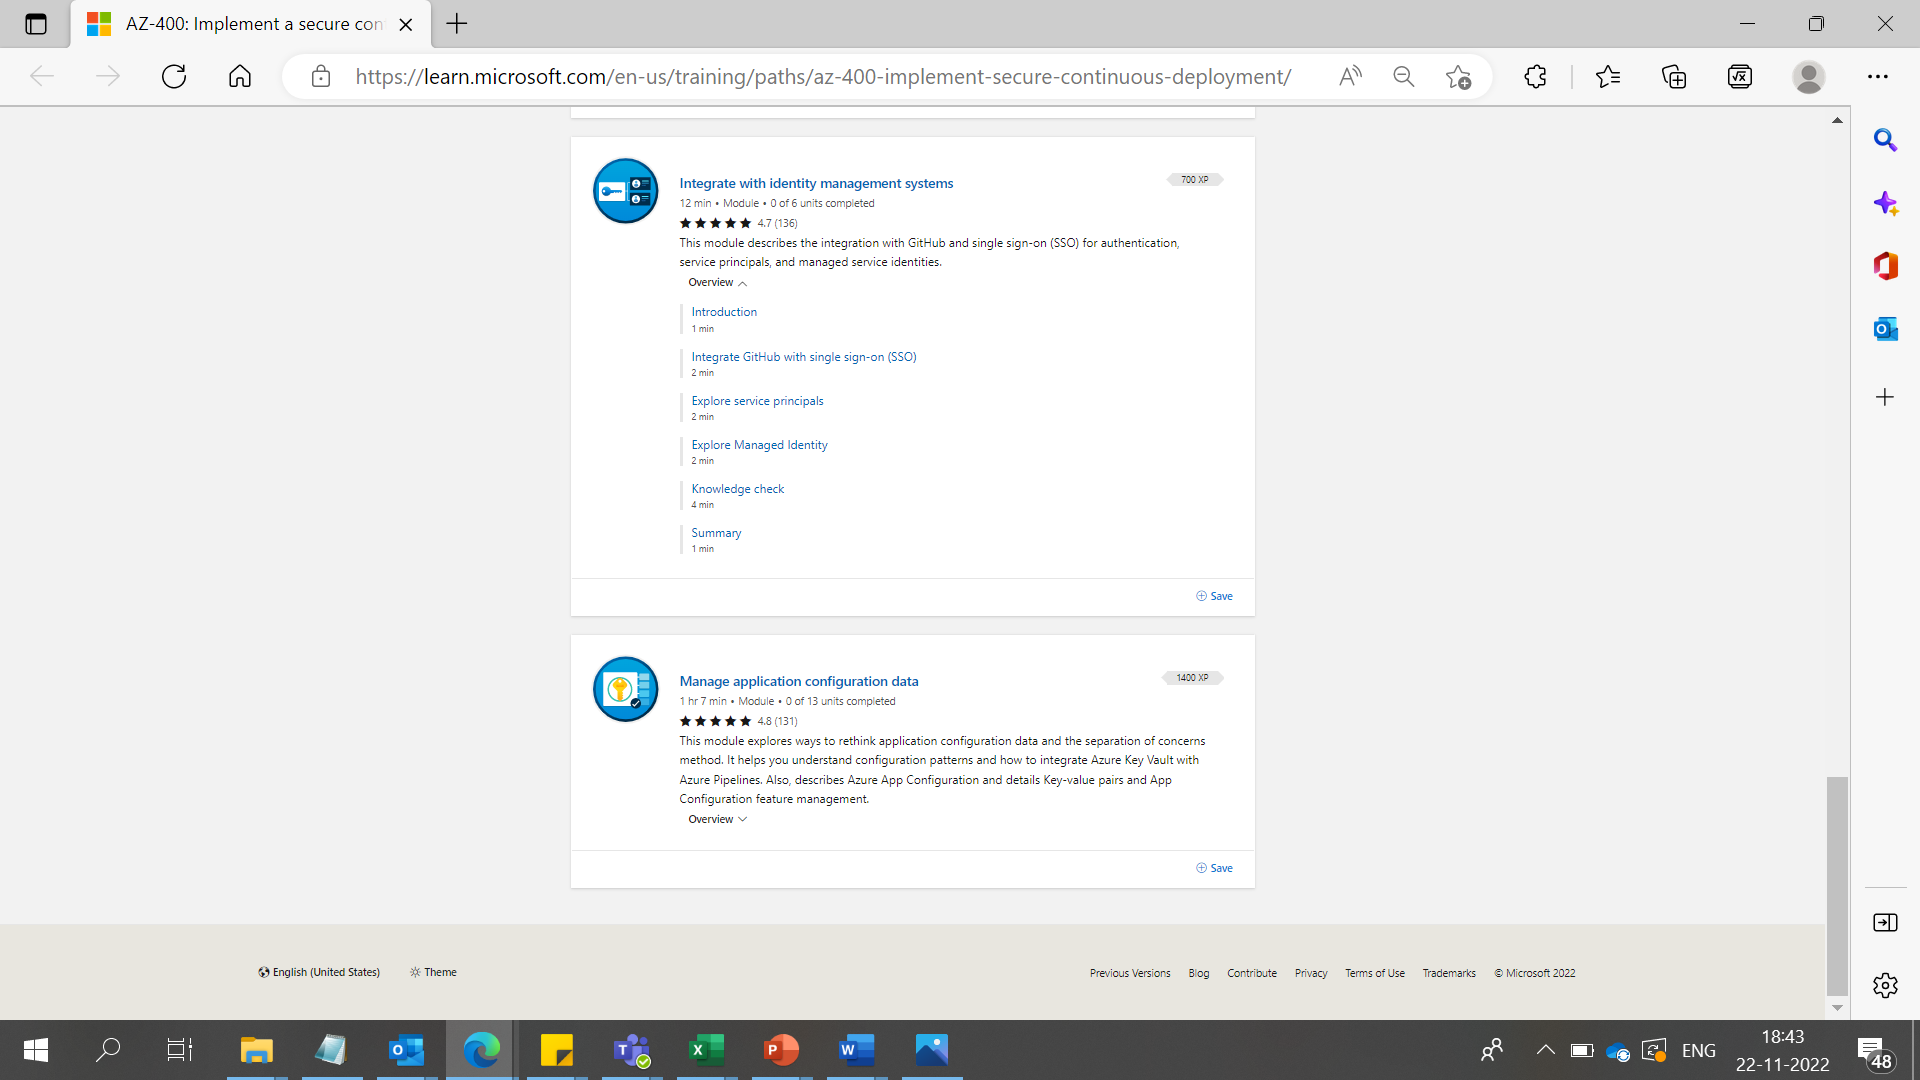 AZ-400: Implement a secure con
https://learn.microsoft.com/en-us/training/paths/az-400-implement-secure-continuous-deployment/
Integrate with identity management systems
700 XP
12 min • Module • 0 of 6 units completed
4.7 (136)
This module describes the integration with GitHub and single sign-on (SSO) for authentication,
service principals, and managed service identities.
Overview
Introduction
1 min
Integrate GitHub with single sign-on (SSO)
2 min
Explore service principals
2 min
Explore Managed Identity
2 min
Knowledge check
4 min
Summary
1 min
Save
Manage application configuration data
1400 XP
1 hr 7 min • Module • 0 of 13 units completed
4.8 (131)
This module explores ways to rethink application configuration data and the separation of concerns
method. It helps you understand configuration patterns and how to integrate Azure Key Vault with
Azure Pipelines. Also, describes Azure App Configuration and details Key-value pairs and App
Configuration feature management.
Overview
Save
English (United States) Theme Previous Versions Blog Contribute Privacy Terms of Use Trademarks © Microsoft 2022
ENG
18:43
22-11-2022
48